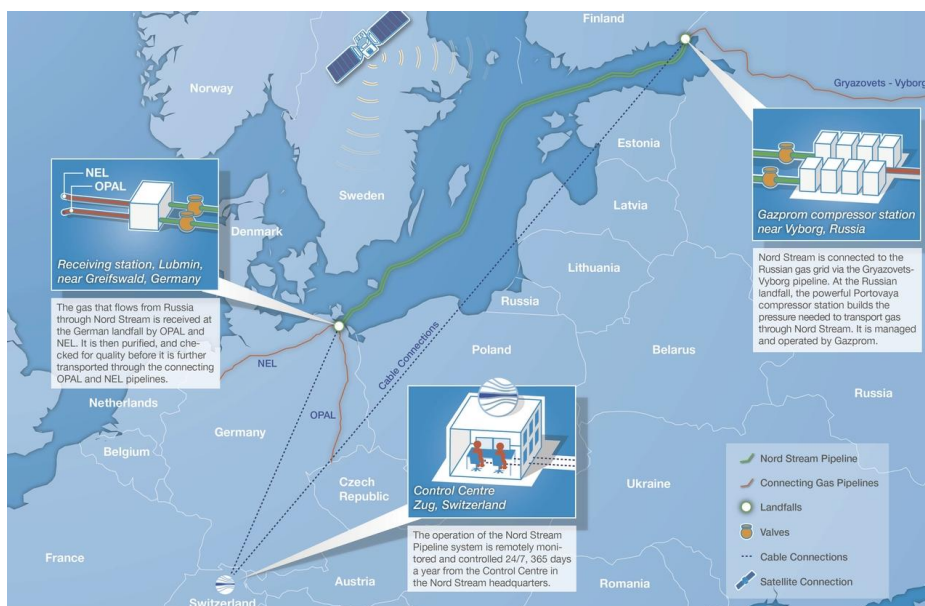 Finland
Norway
Gryazovets - Vyborg
Estonia
Sweden
NEL
OPAL
Denmark
Receiving station, Lubmin,
near Greifswald, Germany
Gazprom compressor station
near Vyborg, Russia
Latvia
Lithuania
Russia
The gas that flows from Russia
through Nord Stream is received at
the German landfall by OPAL and
NEL. It is then purified, and che-
cked for quality before it is further
transported through the connecting
OPAL and NEL pipelines.
Nord Stream is connected to the
Russian gas grid via the Gryazovets-
Vyborg pipeline. At the Russian
landfall, the powerful Portovaya
compressor station builds the
pressure needed to transport gas
through Nord Stream. It is managed
and operated by Gazprom.
Cable Connections
NEL
Poland
Belarus
Netherlands
Russia
OPAL
Germany
Belgium
Czech
Republic
Control Centre
Zug, Switzerland
Ukraine
The operation of the Nord Stream
Pipeline system is remotely moni-
tored and controlled 24/7, 365 days
a year from the Control Centre in
the Nord Stream headquarters.
France
Austria
Switzerland
Romania
Nord Stream Pipeline
Connecting Gas Pipelines
Landfalls
Valves
Cable Connections
Satellite Connection